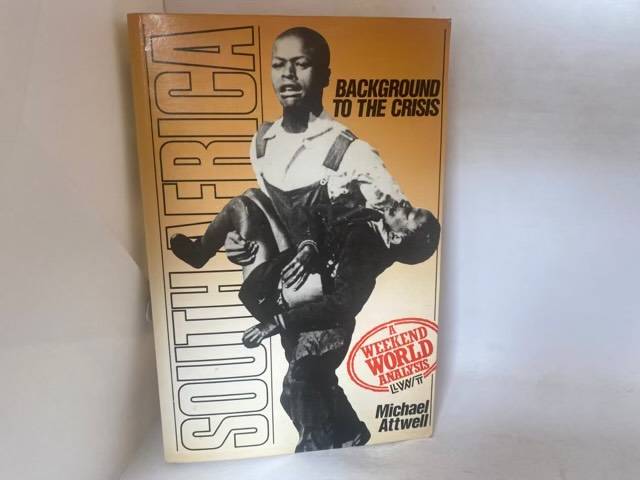 SOUTH AFRICA
BACKGROUND
TO THE CRISIS
A
WEEKEND
WORLD
ANALYSIS
LWT
Michael
Attwell